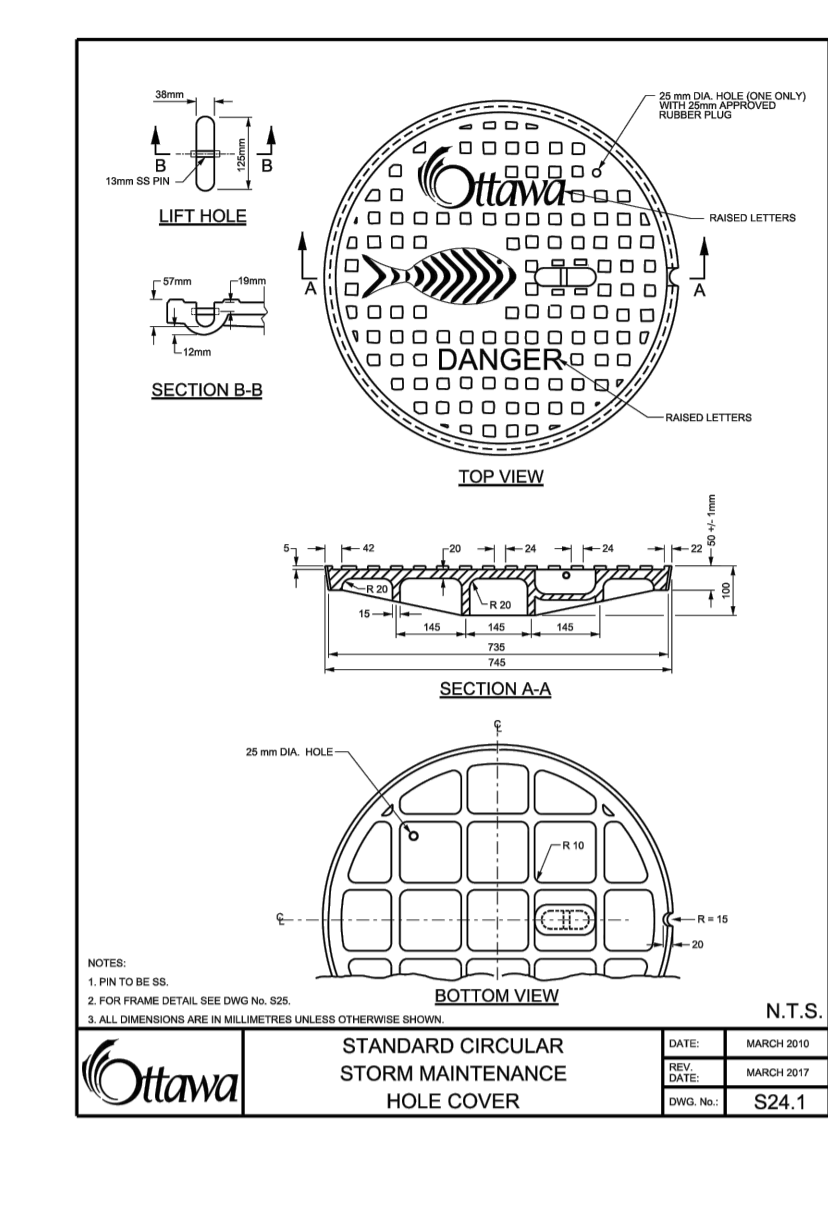 38mm
25 mm DIA. HOLE (ONE ONLY)
WITH 25mm APPROVED
RUBBER PLUG
B
B
125mm
13mm SS PIN
LIFT HOLE
Ottawa
RAISED LETTERS
57mm
19mm
A
A
12mm
SECTION B-B
DANGER
RAISED LETTERS
TOP VIEW
5
42
20
24
24
22
50 +/- 1mm
100
R 20
R 20
15
145
145
145
735
745
SECTION A-A
℄
25 mm DIA. HOLE
R 10
℄
R = 15
20
BOTTOM VIEW
NOTES:
1. PIN TO BE SS.
2. FOR FRAME DETAIL SEE DWG No. S25.
3. ALL DIMENSIONS ARE IN MILLIMETRES UNLESS OTHERWISE SHOWN.
N.T.S.
Ottawa
STANDARD CIRCULAR
STORM MAINTENANCE
HOLE COVER
DATE:
MARCH 2010
REV.
DATE:
MARCH 2017
DWG. No.:
S24.1